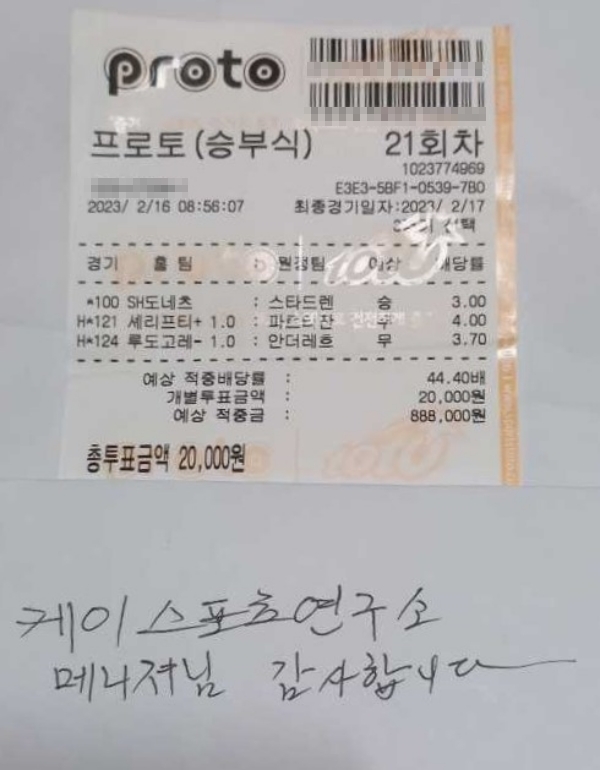 proto
프로토(승부식) 21회차
1023774969
E3E3-5BF1-0539-7B0
2023/ 2/16 08:56:07 최종경기일자:2023/ 2/17
선택
경기 홈팀 : 원정팀 예상 배당률
*100 SH도네츠 : 스타드렌 승 3.00
H*121 셰리프티+ 1.0 : 파르티잔 무 4.00
H*124 루도고레- 1.0 : 안더레흐 무 3.70
예상 적중배당률 : 44.40배
개별투표금액 : 20,000원
예상 적중금 : 888,000원
총투표금액 20,000원
케이스포츠연구소
메니져님 감사합니다